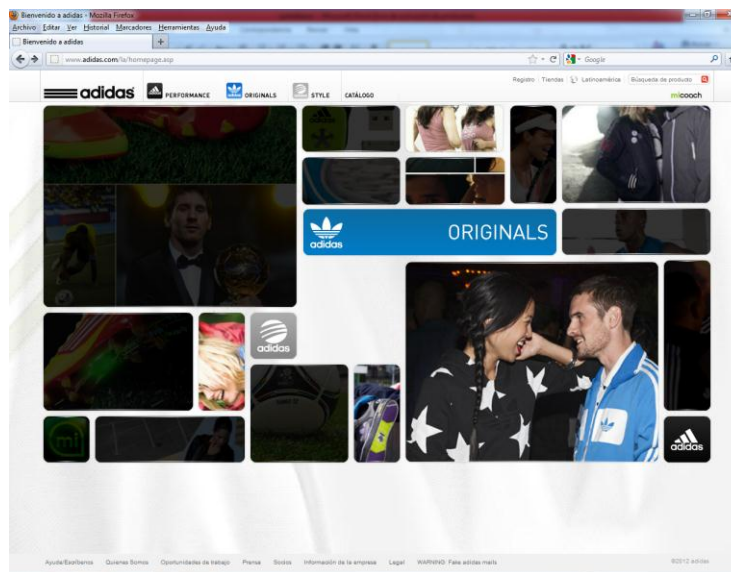 Bienvenido a adidas - Mozilla Firefox
Archivo Editar Ver Historial Marcadores Herramientas Ayuda
Bienvenido a adidas +
www.adidas.com/la/homepage.asp Google
Registro Tiendas Latinoamérica Búsqueda de producto
adidas PERFORMANCE ORIGINALS STYLE CATÁLOGO
micoach
adidas ORIGINALS
adidas
mi
adidas
Ayuda/Escríbenos Quienes Somos Oportunidades de trabajo Prensa Socios Información de la empresa Legal WARNING: Fake adidas mails ©2012 adidas